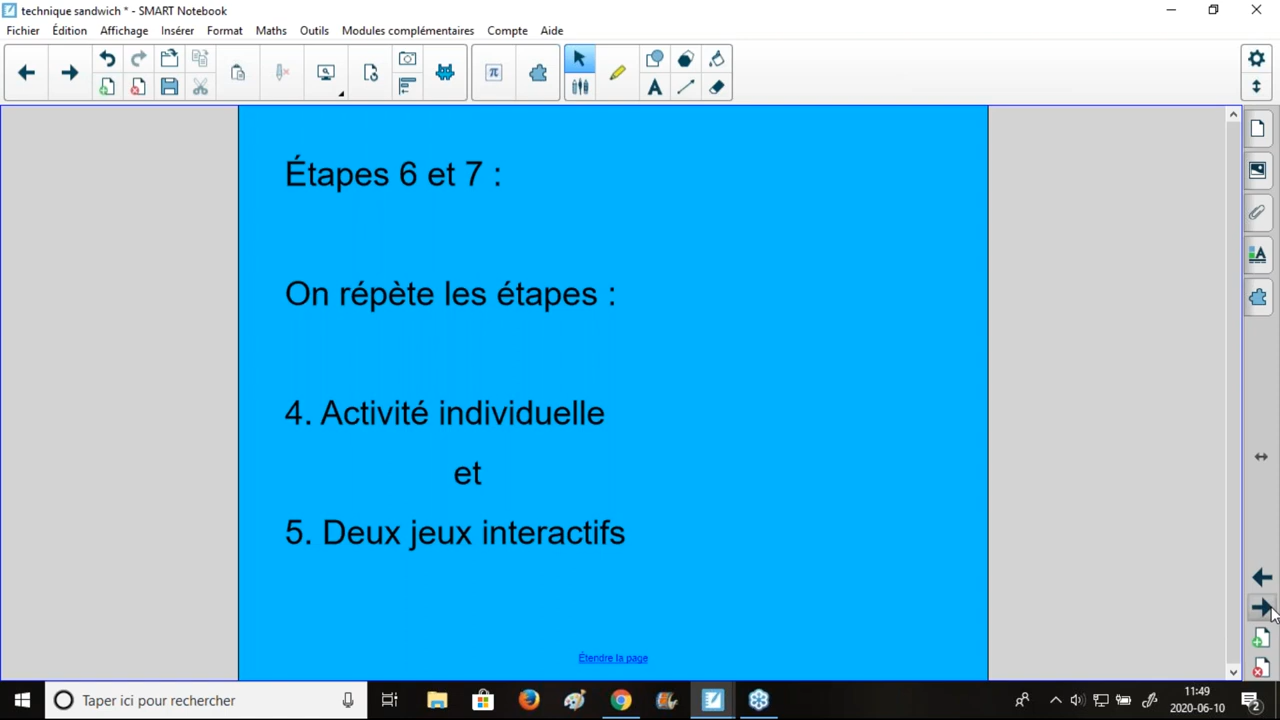 technique sandwich * - SMART Notebook
Fichier Édition Affichage Insérer Format Maths Outils Modules complémentaires Compte Aide
Étapes 6 et 7 :
On répète les étapes :
4. Activité individuelle
et
5. Deux jeux interactifs
Étendre la page
Taper ici pour rechercher
11:49
2020-06-10
2